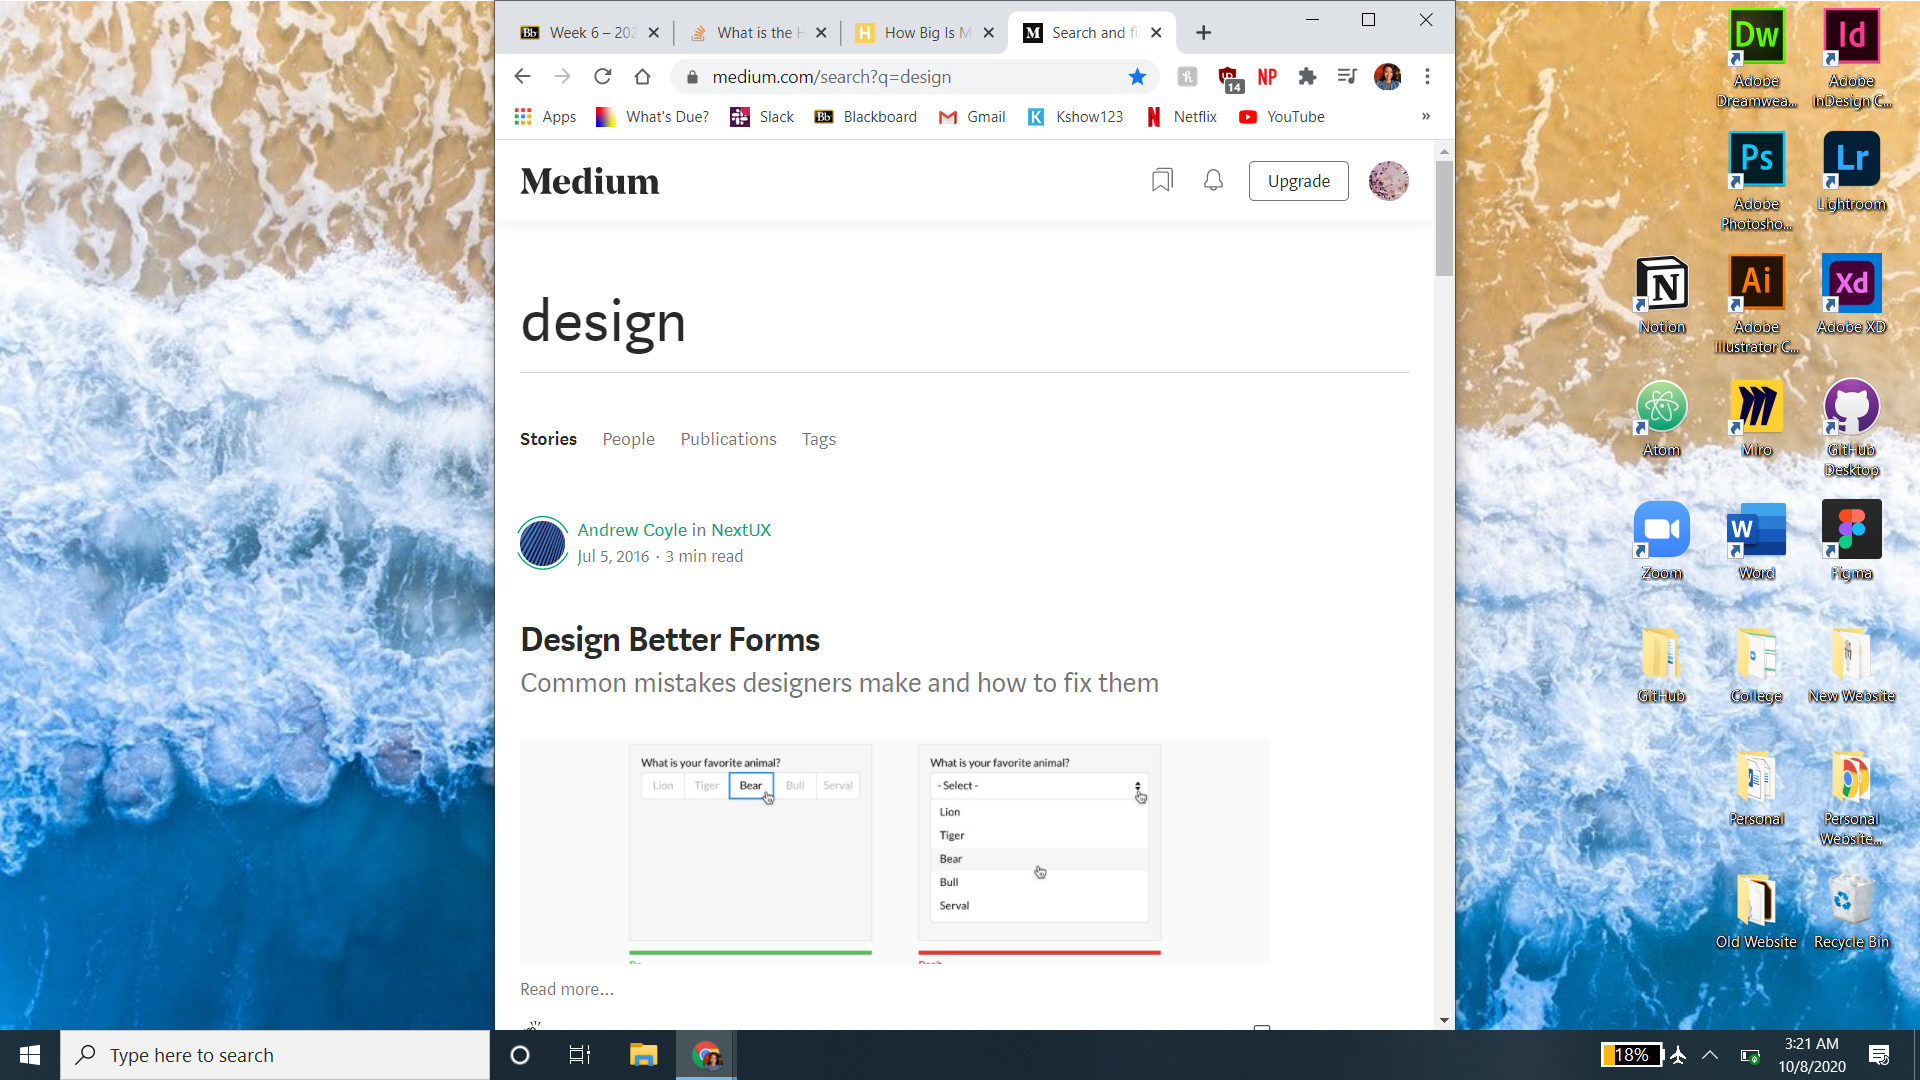 Week 6 – 202
What is the H
How Big Is M
Search and fi
medium.com/search?q=design
14
NP
Apps
What's Due?
Slack
Bb
Blackboard
Gmail
K
Kshow123
Netflix
YouTube
»
Medium
Upgrade
design
Stories
People
Publications
Tags
Andrew Coyle in NextUX
Jul 5, 2016 · 3 min read
Design Better Forms
Common mistakes designers make and how to fix them
What is your favorite animal?
Lion
Tiger
Bear
Bull
Serval
What is your favorite animal?
- Select -
Lion
Tiger
Bear
Bull
Serval
Read more...
Dw
Adobe
Dreamwea...
Id
Adobe
InDesign C...
Ps
Adobe
Photosho...
Lr
Lightroom
N
Notion
Ai
Adobe
Illustrator C...
Xd
Adobe XD
Atom
Miro
GitHub
Desktop
Zoom
W
Word
Figma
GitHub
College
New Website
Personal
Personal
Website...
Old Website
Recycle Bin
Type here to search
18%
3:21 AM
10/8/2020